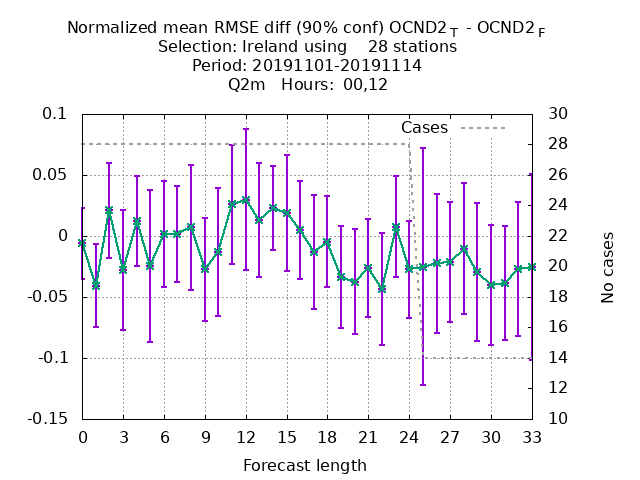 Normalized mean RMSE diff (90% conf) OCND2 T - OCND2 F
Selection: Ireland using 28 stations
Period: 20191101-20191114
Q2m Hours: 00,12
Cases
0.1
0.05
0
-0.05
-0.1
-0.15
30
28
26
24
22
20
18
16
14
12
10
No cases
0 3 6 9 12 15 18 21 24 27 30 33
Forecast length